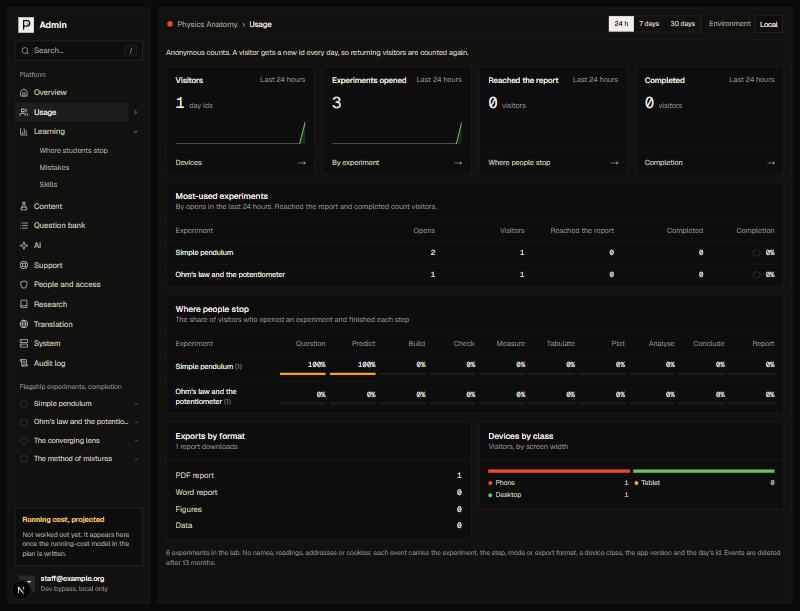 P Admin
Physics Anatomy › Usage
24 h 7 days 30 days Environment Local
Search... /
Platform
Overview
Usage
Learning
Where students stop
Mistakes
Skills
Content
Question bank
AI
Support
People and access
Research
Translation
System
Audit log
Flagship experiments, completion
Simple pendulum –
Ohm's law and the potentio... –
The converging lens –
The method of mixtures –
Running cost, projected
Not worked out yet. It appears here
once the running-cost model in the
plan is written.
N
staff@example.org
Dev bypass, local only
Anonymous counts. A visitor gets a new id every day, so returning visitors are counted again.
Visitors Last 24 hours
1 day ids
Devices →
Experiments opened Last 24 hours
3
By experiment →
Reached the report Last 24 hours
0 visitors
Where people stop →
Completed Last 24 hours
0 visitors
Completion →
Most-used experiments
By opens in the last 24 hours. Reached the report and completed count visitors.
Experiment Opens Visitors Reached the report Completed Completion
Simple pendulum 2 1 0 0 0%
Ohm's law and the potentiometer 1 1 0 0 0%
Where people stop
The share of visitors who opened an experiment and finished each step
Experiment Question Predict Build Check Measure Tabulate Plot Analyse Conclude Report
Simple pendulum (1) 100% 100% 0% 0% 0% 0% 0% 0% 0% 0%
Ohm's law and the
potentiometer (1) 0% 0% 0% 0% 0% 0% 0% 0% 0% 0%
Exports by format
1 report downloads
PDF report 1
Word report 0
Figures 0
Data 0
Devices by class
Visitors, by screen width
Phone 1 Tablet 0
Desktop 1
6 experiments in the lab. No names, readings, addresses or cookies: each event carries the experiment, the step, mode or export format, a device class, the app version and the day's id. Events are deleted
after 13 months.